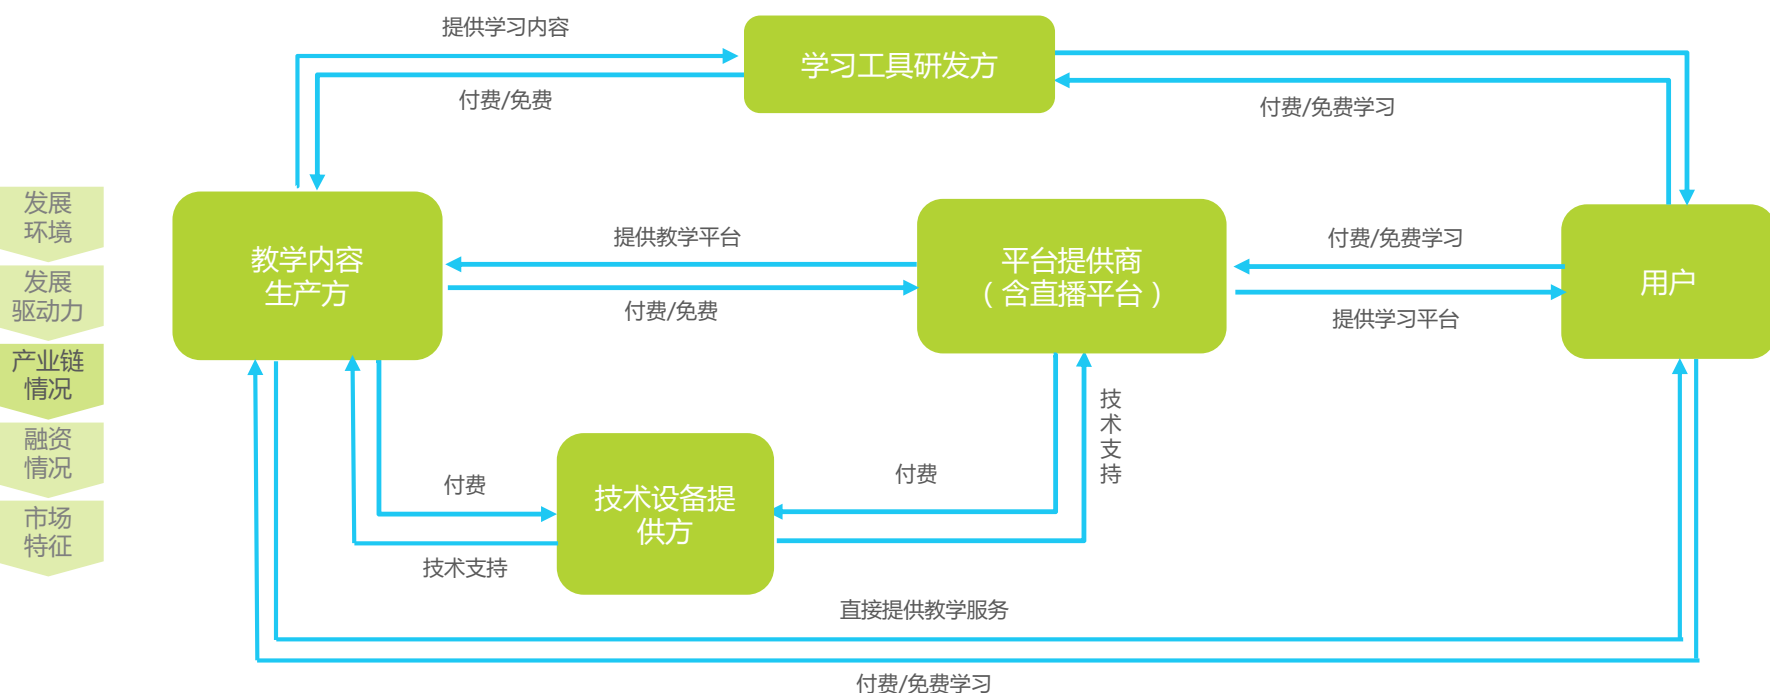 提供学习内容
学习工具研发方
付费/免费
付费/免费学习
发展
环境
发展
驱动力
产业链
情况
融资
情况
市场
特征
教学内容
生产方
提供教学平台
付费/免费
平台提供商
（含直播平台）
付费/免费学习
提供学习平台
用户
技
术
支
持
付费
技术设备提
供方
付费
技术支持
直接提供教学服务
付费/免费学习